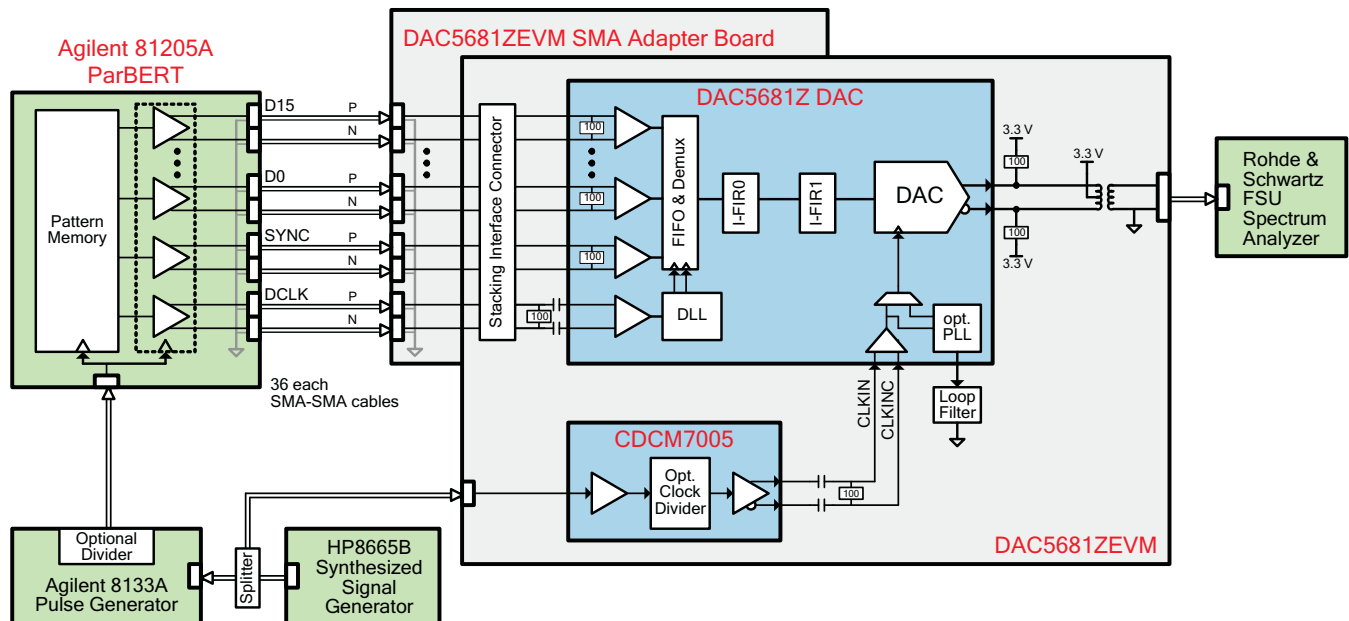 Agilent 81205A
ParBERT
DAC5681ZEVM SMA Adapter Board
DAC5681Z DAC
Pattern
Memory
D15
P
N
D0
P
N
SYNC
P
N
DCLK
P
N
36 each
SMA-SMA cables
Stacking Interface Connector
100
100
100
100
FIFO & Demux
DLL
I-FIR0
I-FIR1
DAC
opt.
PLL
Loop
Filter
CLKIN
CLKINC
3.3 V
100
100
3.3 V
3.3 V
Rohde &
Schwartz
FSU
Spectrum
Analyzer
CDCM7005
Opt.
Clock
Divider
100
DAC5681ZEVM
Optional
Divider
Agilent 8133A
Pulse Generator
Splitter
HP8665B
Synthesized
Signal
Generator